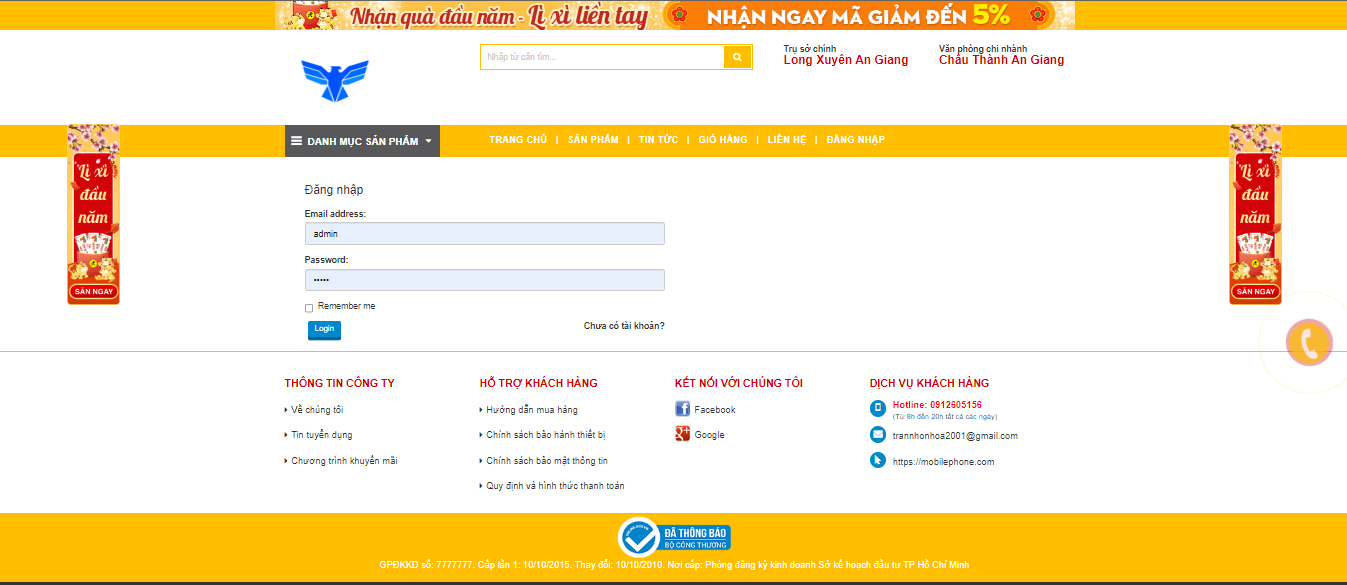 Nhận quà đầu năm - Lì xì liền tay
NHẬN NGAY MÃ GIẢM ĐẾN 5%
Nhập từ cần tìm...
Trụ sở chính
Long Xuyên An Giang
Văn phòng chi nhánh
Châu Thành An Giang
DANH MỤC SẢN PHẨM
TRANG CHỦ | SẢN PHẨM | TIN TỨC | GIỎ HÀNG | LIÊN HỆ | ĐĂNG NHẬP
Lì xì
đầu
năm
SĂN NGAY
Lì xì
đầu
năm
SĂN NGAY
Đăng nhập
Email address:
admin
Password:
•••••
Remember me
Login
Chưa có tài khoản?
THÔNG TIN CÔNG TY
Về chúng tôi
Tin tuyển dụng
Chương trình khuyến mãi
HỖ TRỢ KHÁCH HÀNG
Hướng dẫn mua hàng
Chính sách bảo hành thiết bị
Chính sách bảo mật thông tin
Quy định và hình thức thanh toán
KẾT NỐI VỚI CHÚNG TÔI
Facebook
Google
DỊCH VỤ KHÁCH HÀNG
Hotline: 0912605156
(Từ 8h đến 20h tất cả các ngày)
trannhonhoa2001@gmail.com
https://mobilephone.com
ĐÃ THÔNG BÁO
BỘ CÔNG THƯƠNG
GPĐKKD số: 7777777. Cấp lần 1: 10/10/2015. Thay đổi: 10/10/2010. Nơi cấp: Phòng đăng ký kinh doanh Sở kế hoạch đầu tư TP Hồ Chí Minh